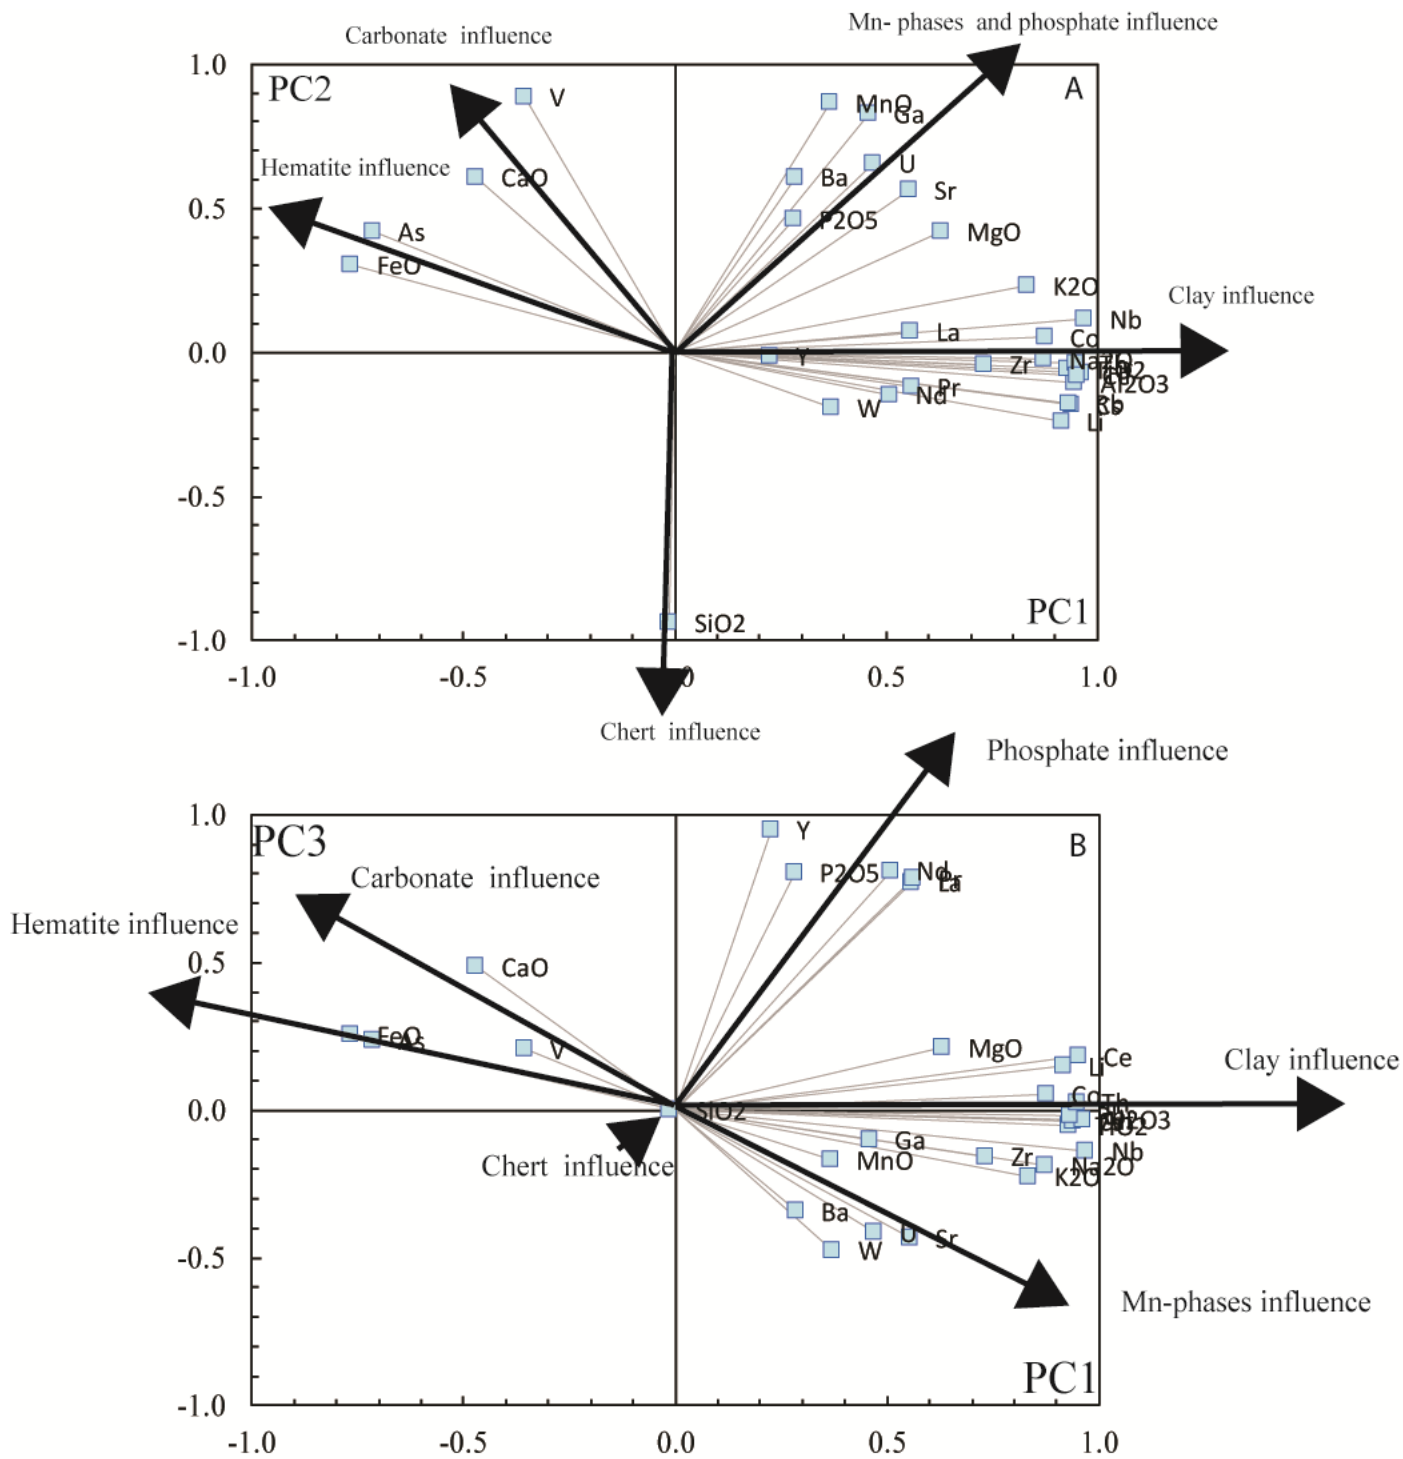 Carbonate influence
Mn- phases and phosphate influence
1.0
PC2
V
MnO
Ga
A
Hematite influence
CaO
Ba
U
Sr
0.5
As
P2O5
MgO
FeO
K2O
Clay influence
La
Nb
Co
0.0
Y
Zr
Na2O
Al2O3
Pr
Nd
W
Li
-0.5
PC1
-1.0
SiO2
-1.0
-0.5
0.5
1.0
Chert influence
Phosphate influence
1.0
PC3
Y
B
Carbonate influence
P2O5
Nd
Pr
La
Hematite influence
0.5
CaO
FeO
As
V
MgO
Ce
Li
Clay influence
Co
Th
0.0
SiO2
Al2O3
TiO2
Chert influence
Ga
MnO
Zr
Nb
Na2O
K2O
Ba
U
Sr
-0.5
W
Mn-phases influence
PC1
-1.0
-1.0
-0.5
0.0
0.5
1.0